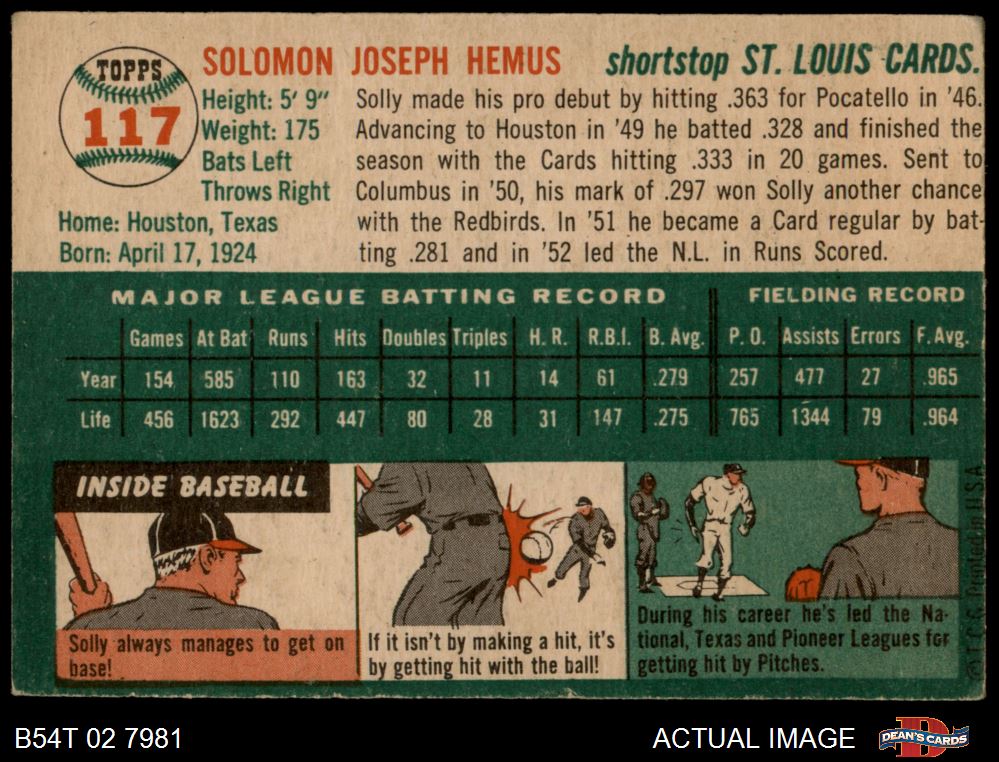 TOPPS
117
SOLOMON JOSEPH HEMUS
shortstop ST. LOUIS CARDS.
Height: 5' 9"
Weight: 175
Bats Left
Throws Right
Home: Houston, Texas
Born: April 17, 1924
Solly made his pro debut by hitting .363 for Pocatello in '46.
Advancing to Houston in '49 he batted .328 and finished the
season with the Cards hitting .333 in 20 games. Sent to
Columbus in '50, his mark of .297 won Solly another chance
with the Redbirds. In '51 he became a Card regular by bat-
ting .281 and in '52 led the N.L. in Runs Scored.
MAJOR LEAGUE BATTING RECORD FIELDING RECORD
Games At Bat Runs Hits Doubles Triples H. R. R.B.I. B. Avg. P. O. Assists Errors F. Avg.
Year 154 585 110 163 32 11 14 61 .279 257 477 27 .965
Life 456 1623 292 447 80 28 31 147 .275 765 1344 79 .964
INSIDE BASEBALL
Solly always manages to get on
base!
If it isn't by making a hit, it's
by getting hit with the ball!
During his career he's led the Na-
tional, Texas and Pioneer Leagues for
getting hit by Pitches.
© T.C.G. Printed in U.S.A.
B54T 02 7981
ACTUAL IMAGE
D
DEAN'S CARDS